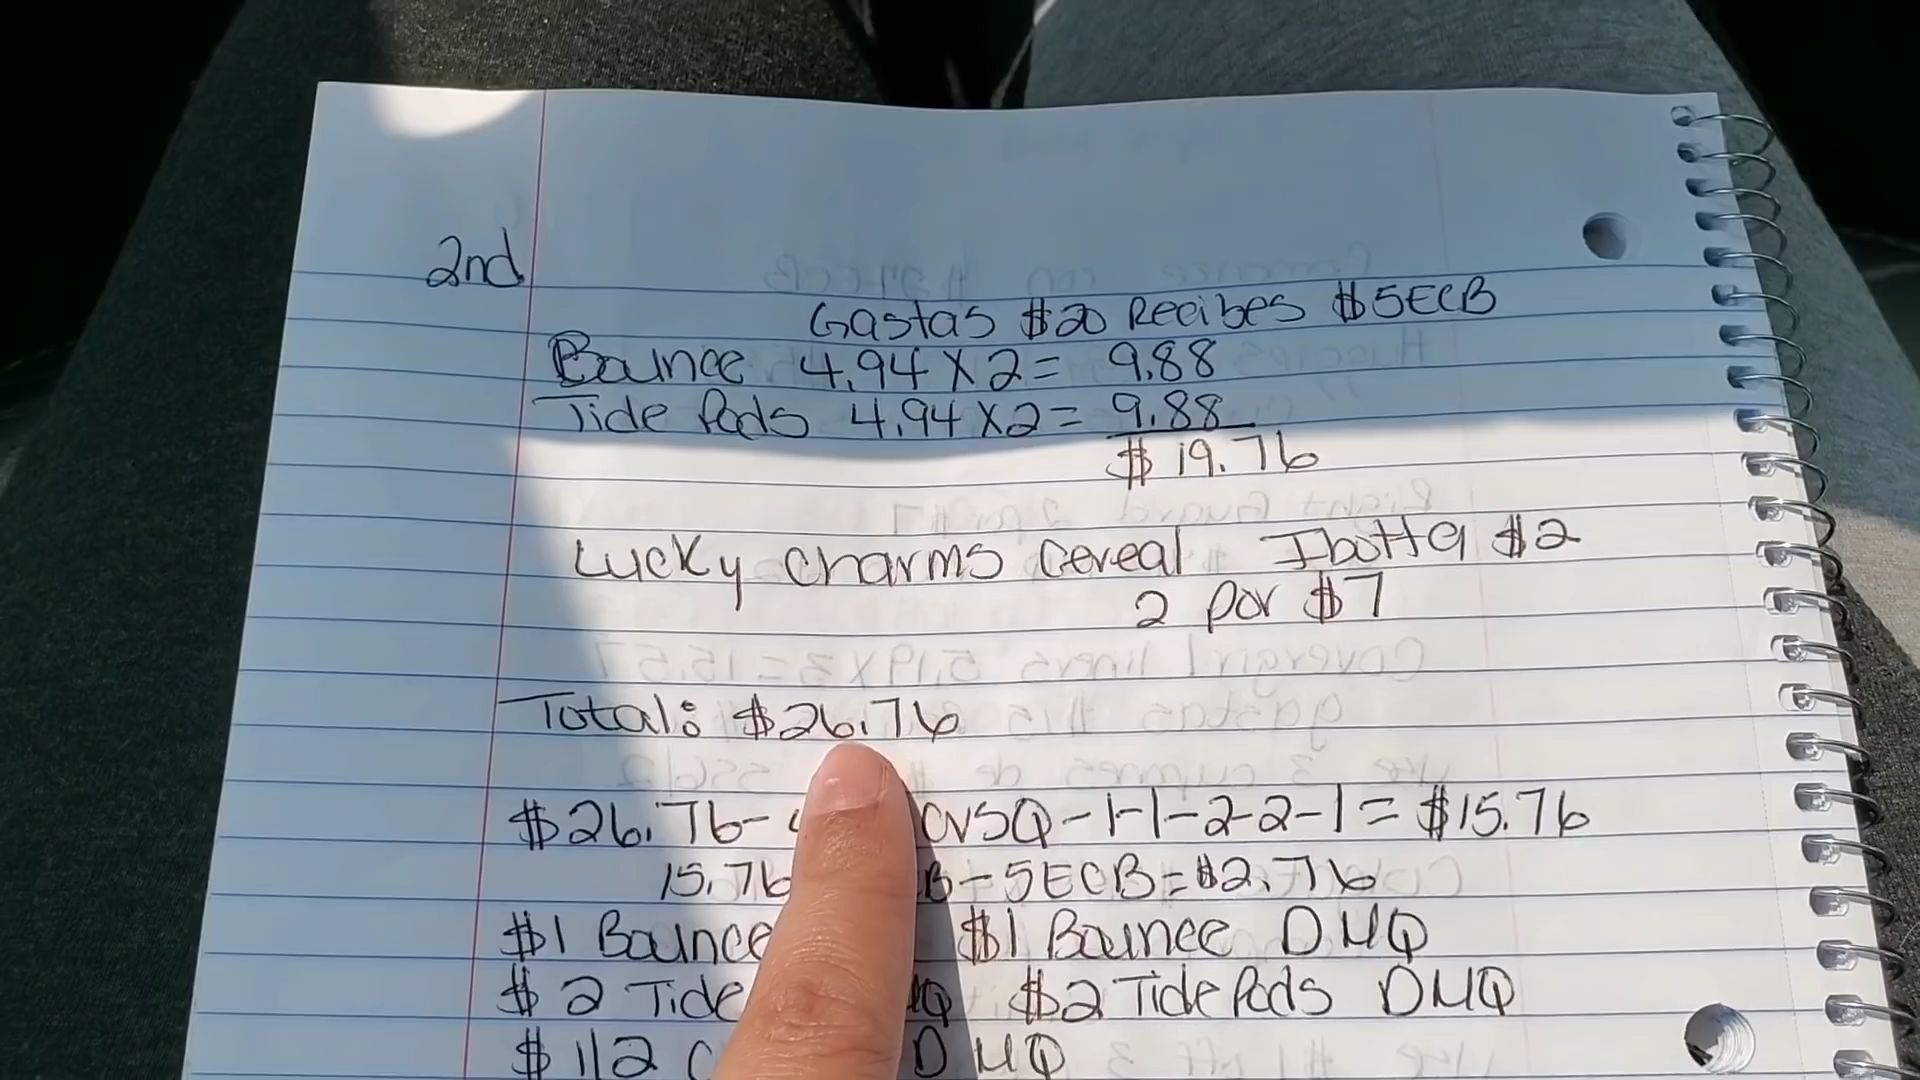 2nd
Gastas $20 Recibes $5ECB
Bounce 4.94 X 2 = 9.88
Tide Pods 4.94 X 2 = 9.88
$19.76
Lucky Charms Cereal Ibotta $2
2 por $7
Total: $26.76
$26.76 - CVSQ - 1 - 1 - 2 - 2 - 1 = $15.76
15.76 B - 5ECB = $2.76
$1 Bounce $1 Bounce DMQ
$2 Tide $2 Tide Pods DMQ
$1/2 C DMQ